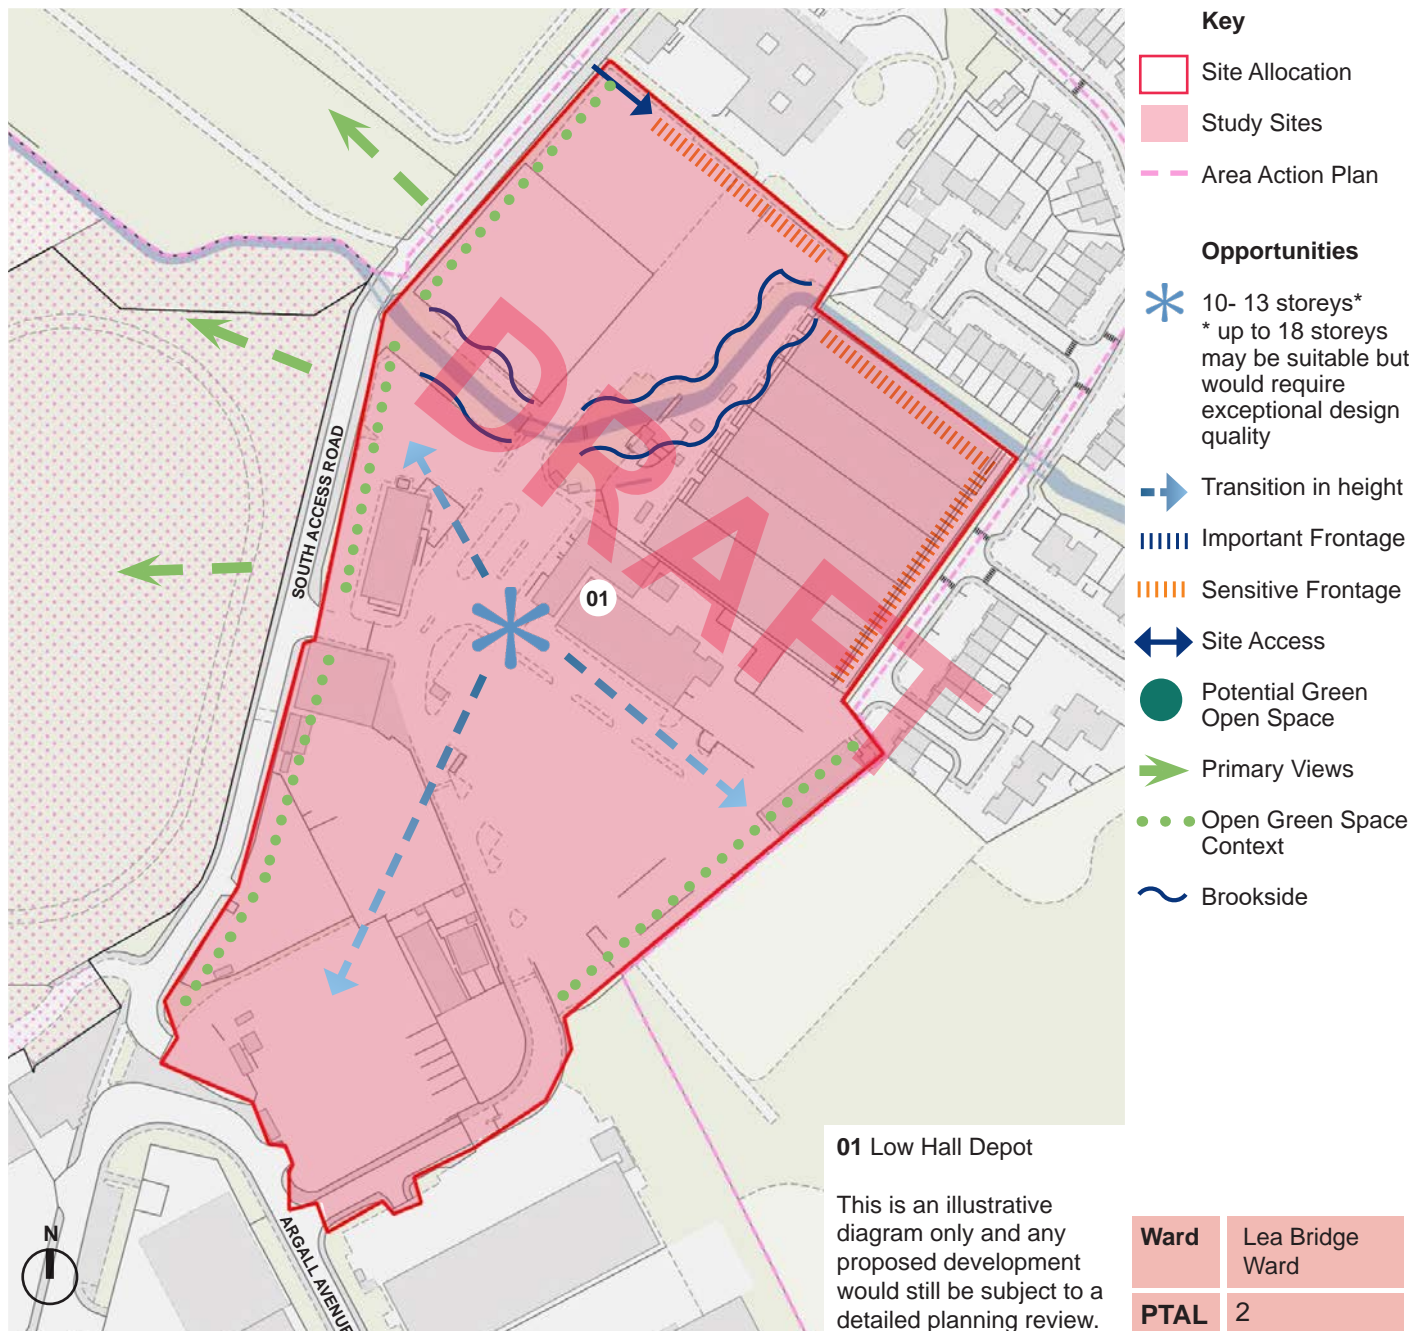 Key
Site Allocation
Study Sites
Area Action Plan
Opportunities
10- 13 storeys*
* up to 18 storeys
may be suitable but
would require
exceptional design
quality
Transition in height
Important Frontage
Sensitive Frontage
Site Access
Potential Green
Open Space
Primary Views
Open Green Space
Context
Brookside
SOUTH ACCESS ROAD
01
DRAFT
ARGALL AVENUE
N
01 Low Hall Depot
This is an illustrative
diagram only and any
proposed development
would still be subject to a
detailed planning review.
Ward
Lea Bridge
Ward
PTAL
2